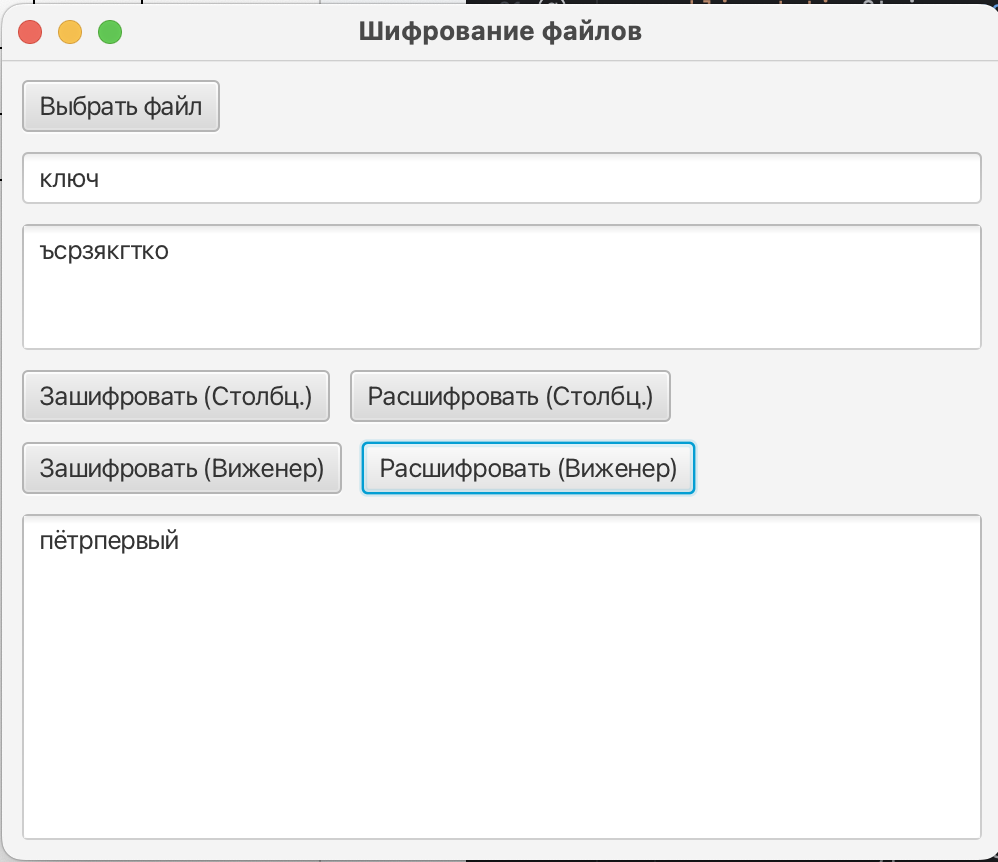 Шифрование файлов
Выбрать файл
ключ
ъсрзякгтко
Зашифровать (Столбц.) Расшифровать (Столбц.)
Зашифровать (Виженер) Расшифровать (Виженер)
пётрпервый